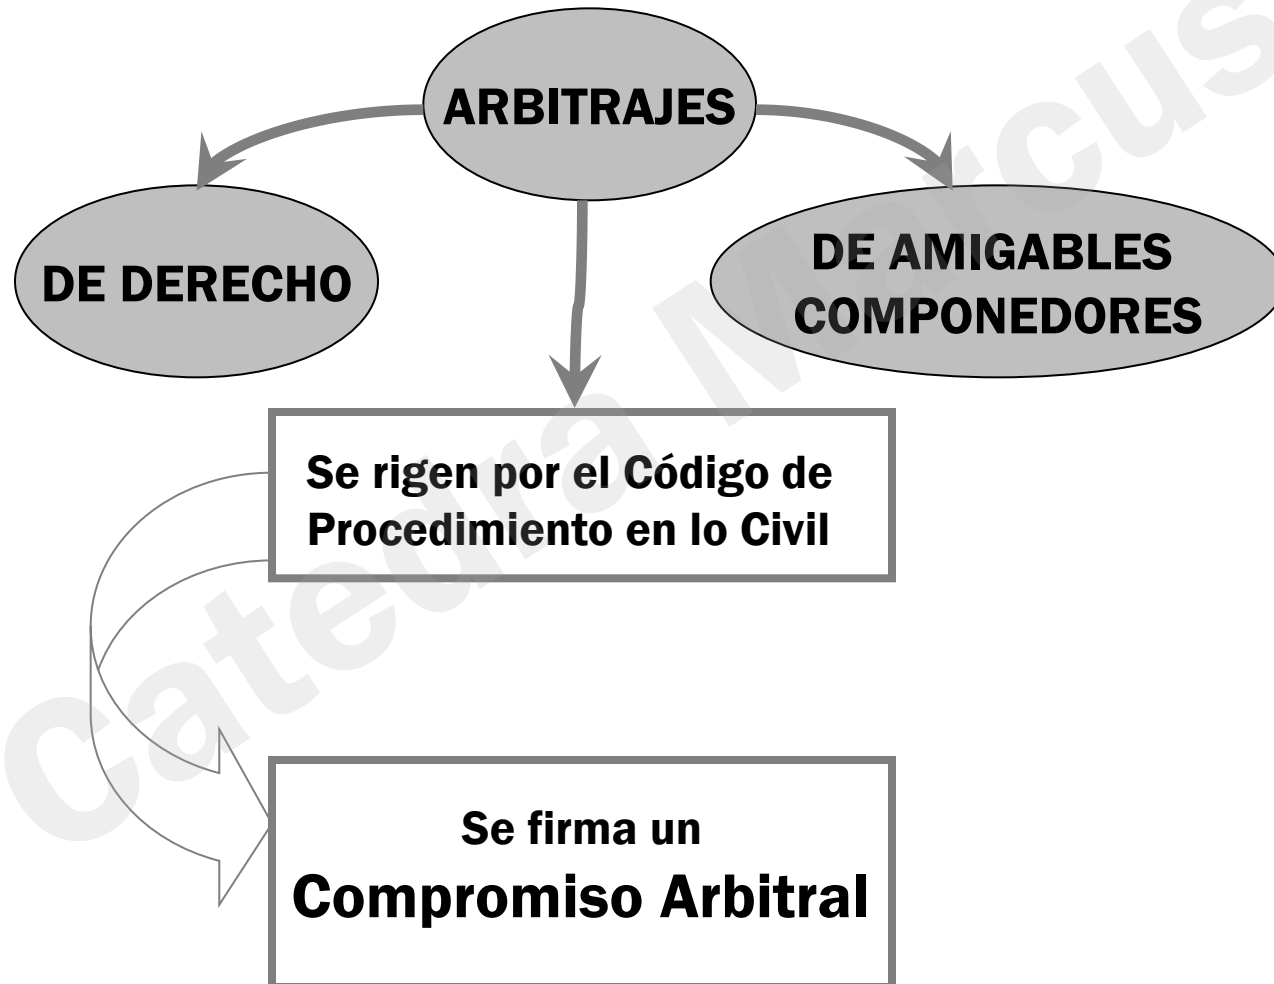 ARBITRAJES
DE DERECHO
DE AMIGABLES
COMPONEDORES
Se rigen por el Código de
Procedimiento en lo Civil
Se firma un
Compromiso Arbitral
Catedra Marcus